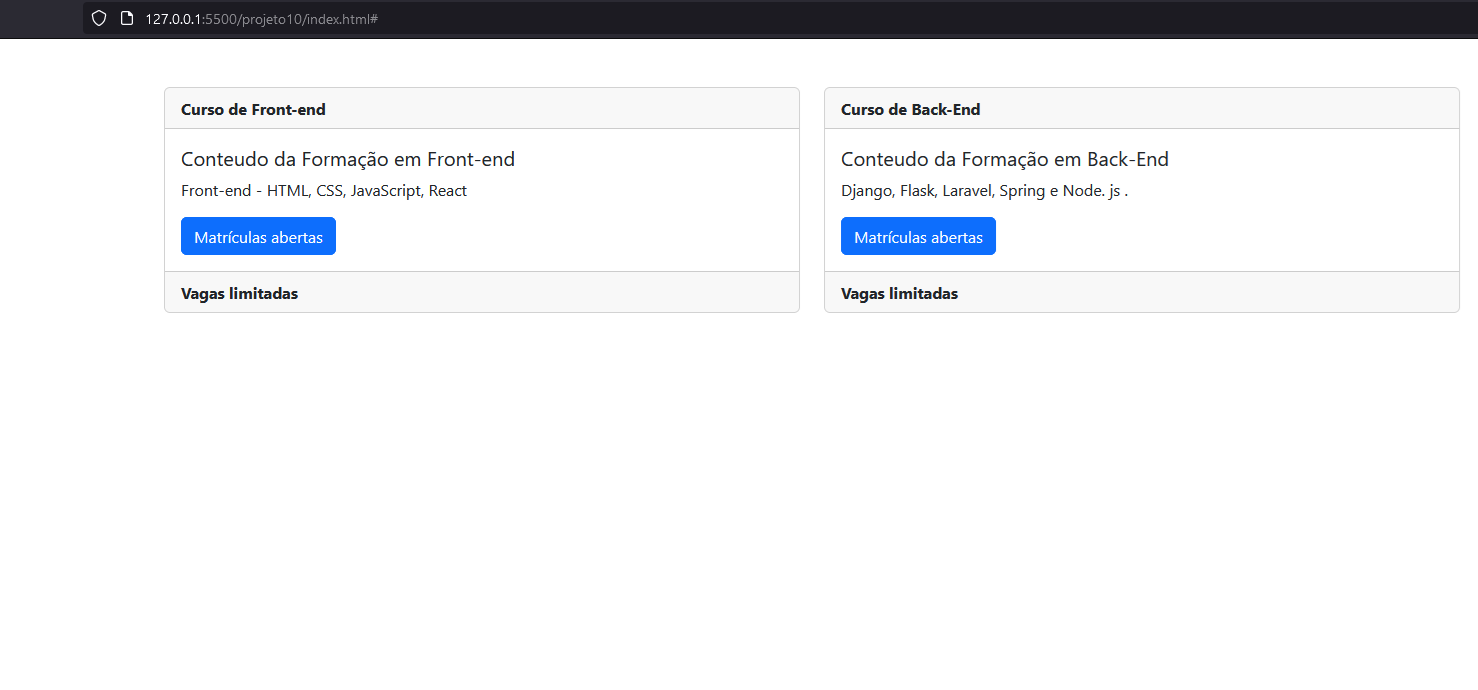 127.0.0.1:5500/projeto10/index.html#
Curso de Front-end
Conteudo da Formação em Front-end
Front-end - HTML, CSS, JavaScript, React
Matrículas abertas
Vagas limitadas
Curso de Back-End
Conteudo da Formação em Back-End
Django, Flask, Laravel, Spring e Node. js .
Matrículas abertas
Vagas limitadas